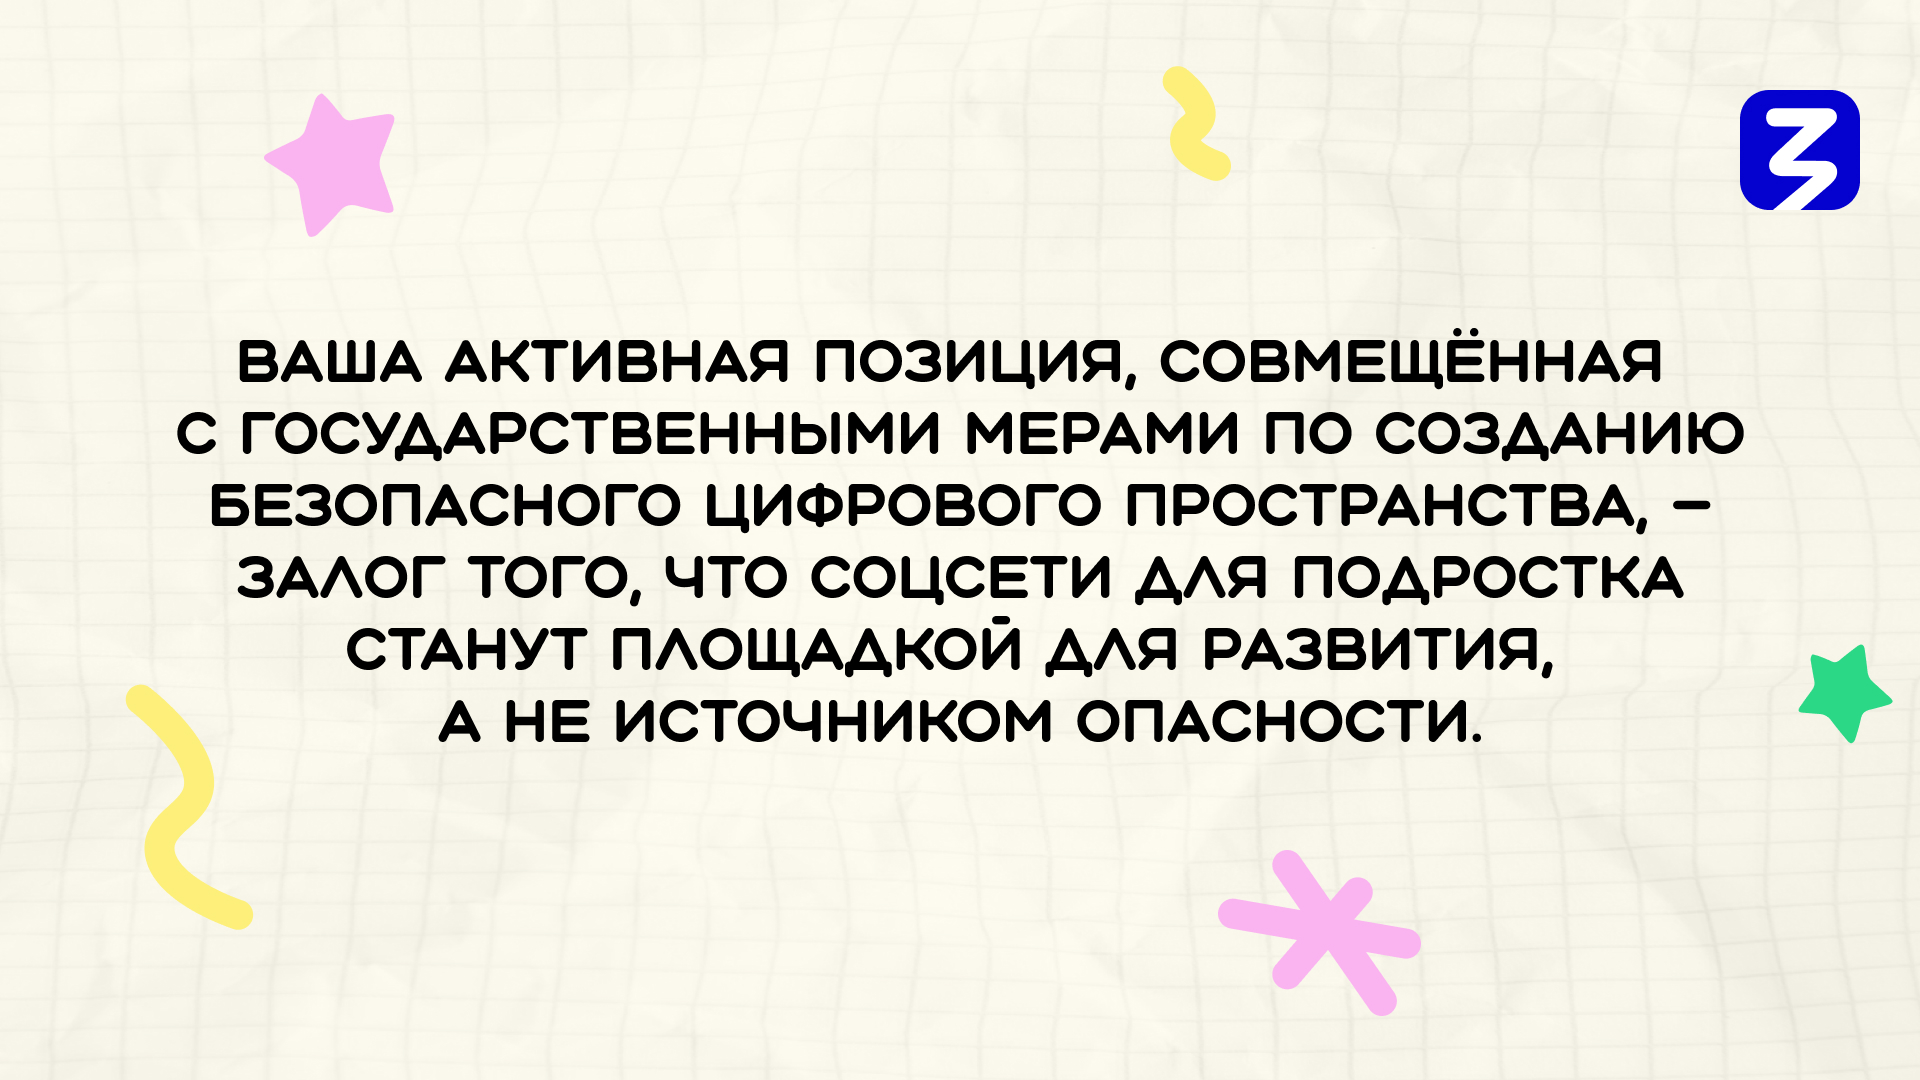 ВАША АКТИВНАЯ ПОЗИЦИЯ, СОВМЕЩЁННАЯ
С ГОСУДАРСТВЕННЫМИ МЕРАМИ ПО СОЗДАНИЮ
БЕЗОПАСНОГО ЦИФРОВОГО ПРОСТРАНСТВА, –
ЗАЛОГ ТОГО, ЧТО СОЦСЕТИ ДЛЯ ПОДРОСТКА
СТАНУТ ПЛОЩАДКОЙ ДЛЯ РАЗВИТИЯ,
А НЕ ИСТОЧНИКОМ ОПАСНОСТИ.